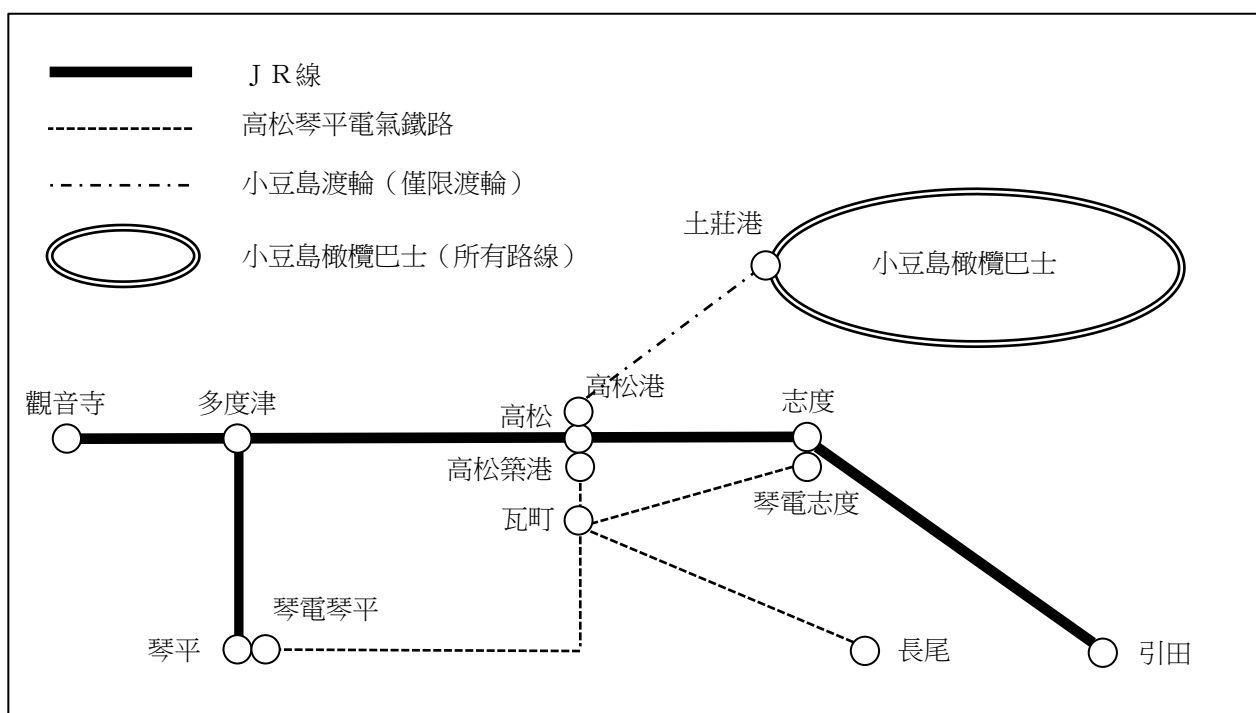 ＪＲ線
高松琴平電氣鐵路
小豆島渡輪（僅限渡輪）
小豆島橄欖巴士（所有路線）
土莊港
小豆島橄欖巴士
高松港
觀音寺
多度津
高松
志度
高松築港
琴電志度
瓦町
琴電琴平
琴平
長尾
引田